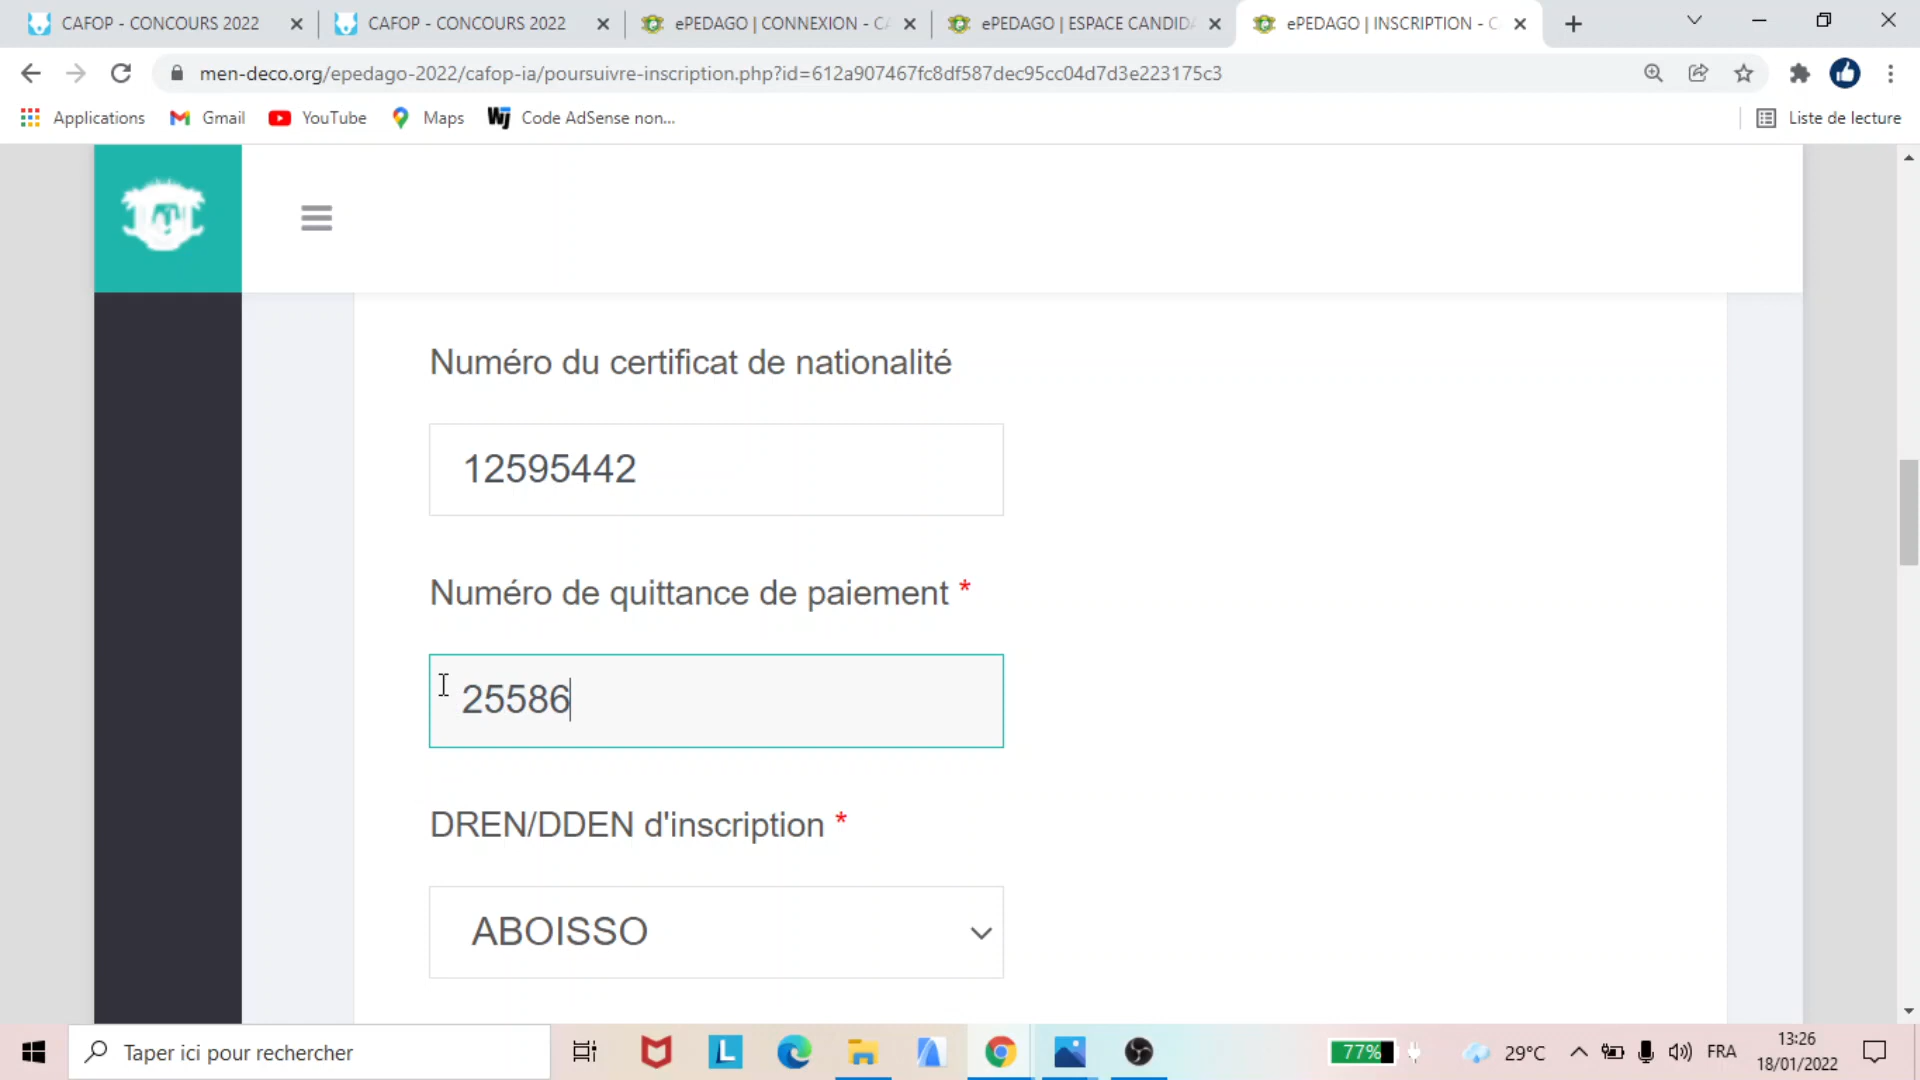 CAFOP - CONCOURS 2022
CAFOP - CONCOURS 2022
ePEDAGO | CONNEXION - CA
ePEDAGO | ESPACE CANDIDA
ePEDAGO | INSCRIPTION - C
men-deco.org/epedago-2022/cafop-ia/poursuivre-inscription.php?id=612a907467fc8df587dec95cc04d7d3e223175c3
Applications
Gmail
YouTube
Maps
Code AdSense non...
Liste de lecture
Numéro du certificat de nationalité
12595442
Numéro de quittance de paiement *
25586
DREN/DDEN d'inscription *
ABOISSO
Taper ici pour rechercher
77%
29°C
FRA
13:26
18/01/2022